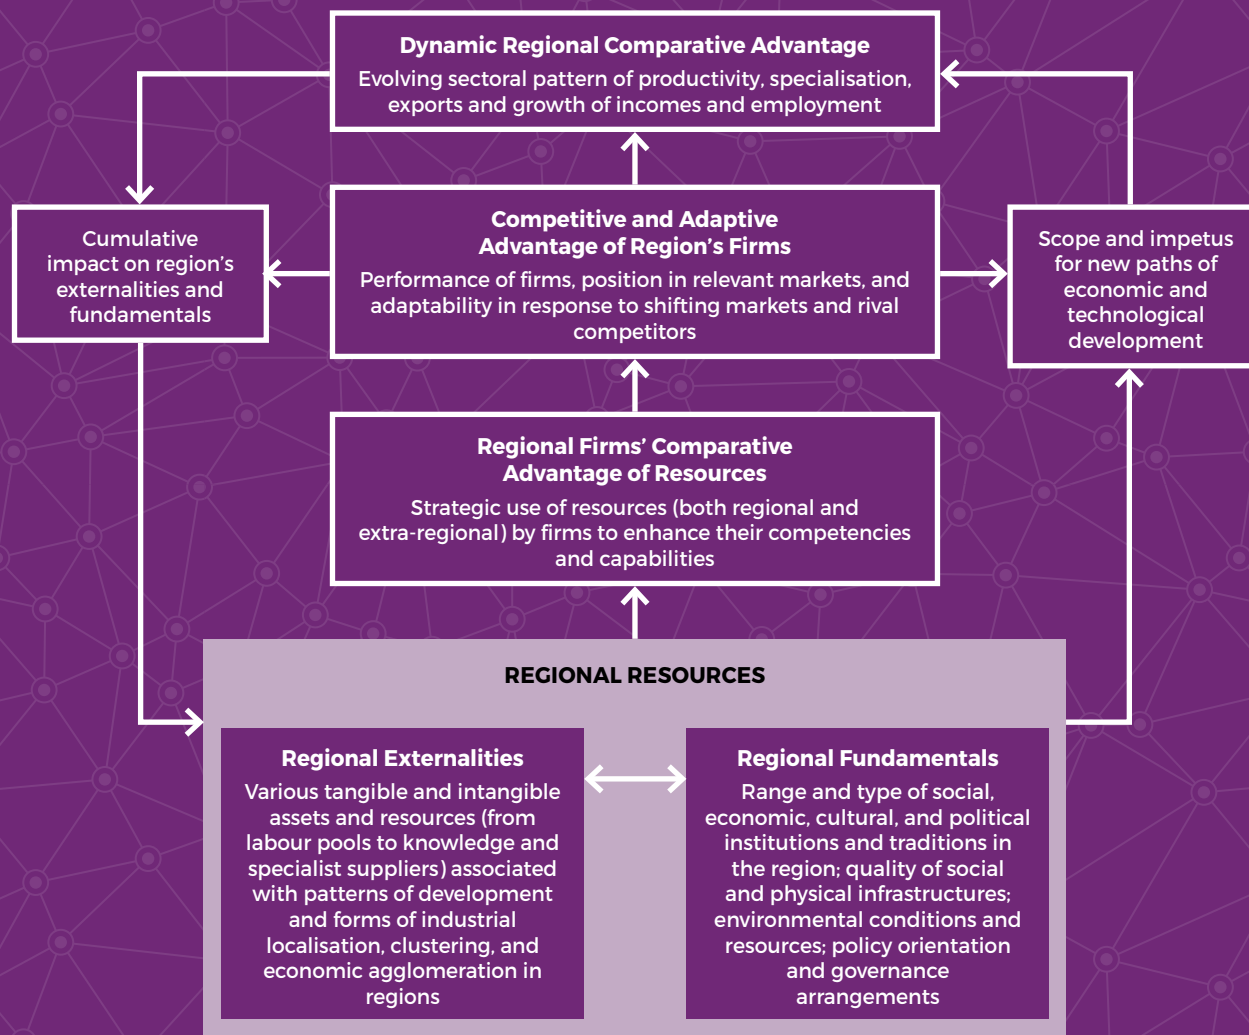 Dynamic Regional Comparative Advantage
Evolving sectoral pattern of productivity, specialisation,
exports and growth of incomes and employment
Cumulative
impact on region's
externalities and
fundamentals
Competitive and Adaptive
Advantage of Region's Firms
Performance of firms, position in relevant markets, and
adaptability in response to shifting markets and rival
competitors
Scope and impetus
for new paths of
economic and
technological
development
Regional Firms' Comparative
Advantage of Resources
Strategic use of resources (both regional and
extra-regional) by firms to enhance their competencies
and capabilities
REGIONAL RESOURCES
Regional Externalities
Various tangible and intangible
assets and resources (from
labour pools to knowledge and
specialist suppliers) associated
with patterns of development
and forms of industrial
localisation, clustering, and
economic agglomeration in
regions
Regional Fundamentals
Range and type of social,
economic, cultural, and political
institutions and traditions in
the region; quality of social
and physical infrastructures;
environmental conditions and
resources; policy orientation
and governance
arrangements